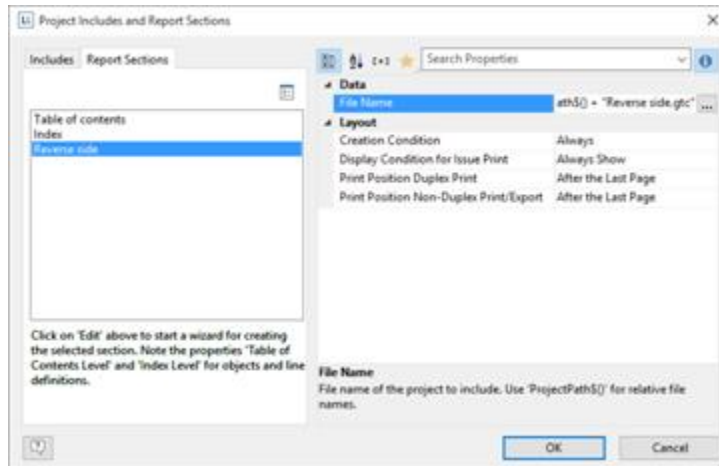 Project Includes and Report Sections
Includes Report Sections
Search Properties
Table of contents
Index
Reverse side
Data
File Name ath$() + "Reverse side.gtc" ...
Layout
Creation Condition Always
Display Condition for Issue Print Always Show
Print Position Duplex Print After the Last Page
Print Position Non-Duplex Print/Export After the Last Page
Click on 'Edit' above to start a wizard for creating
the selected section. Note the properties 'Table of
Contents Level' and 'Index Level' for objects and line
definitions.
File Name
File name of the project to include. Use 'ProjectPath$()' for relative file
names.
OK Cancel